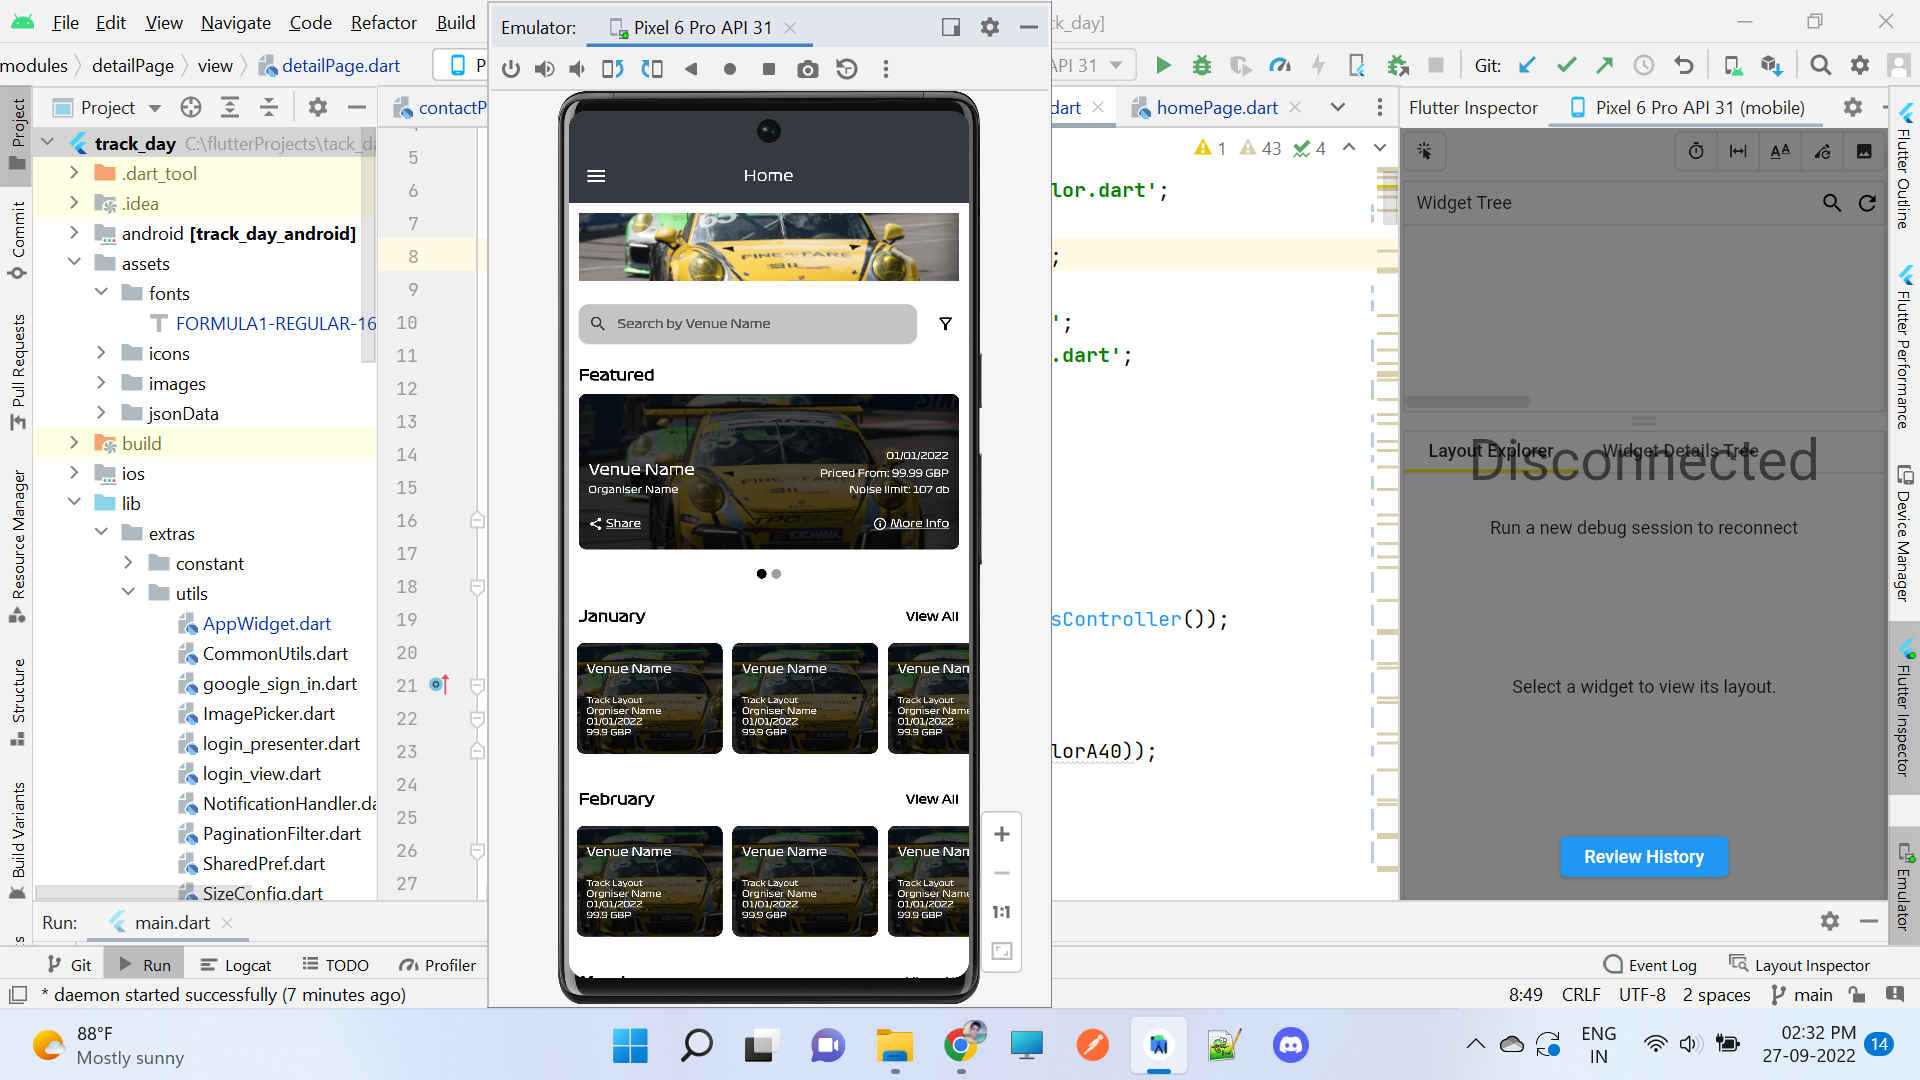 File Edit View Navigate Code Refactor Build
Emulator: Pixel 6 Pro API 31
ck_day]
modules detailPage view detailPage.dart
API 31
Git:
Project
contactP
dart
homePage.dart
Flutter Inspector
Pixel 6 Pro API 31 (mobile)
track_day C:\flutterProjects\tack_d
.dart_tool
.idea
android [track_day_android]
assets
fonts
FORMULA1-REGULAR-16
icons
images
jsonData
build
ios
lib
extras
constant
utils
AppWidget.dart
CommonUtils.dart
google_sign_in.dart
ImagePicker.dart
login_presenter.dart
login_view.dart
NotificationHandler.da
PaginationFilter.dart
SharedPref.dart
SizeConfig.dart
Project
Commit
Pull Requests
Resource Manager
Structure
Build Variants
5
6
7
8
9
10
11
12
13
14
15
16
17
18
19
20
21
22
23
24
25
26
27
Home
FINE FARE
Search by Venue Name
Featured
01/01/2022
Venue Name
Priced From: 99.99 GBP
Organiser Name
Noise limit: 107 db
Share
More Info
YOKOHAMA
January
View All
Venue Name
Track Layout
Orgniser Name
01/01/2022
99.9 GBP
Venue Name
Track Layout
Orgniser Name
01/01/2022
99.9 GBP
Venue Nam
Track Layout
Orgniser Name
01/01/2022
99.9 GBP
February
View All
Venue Name
Track Layout
Orgniser Name
01/01/2022
99.9 GBP
Venue Name
Track Layout
Orgniser Name
01/01/2022
99.9 GBP
Venue Nam
Track Layout
Orgniser Name
01/01/2022
99.9 GBP
1:1
1 43 4
lor.dart';
;
';
.dart';
sController());
lorA40));
Widget Tree
Layout Explorer
Widget Details Tree
Disconnected
Run a new debug session to reconnect
Select a widget to view its layout.
Review History
Flutter Outline
Flutter Performance
Device Manager
Flutter Inspector
Emulator
Run: main.dart
Git
Run
Logcat
TODO
Profiler
Event Log
Layout Inspector
* daemon started successfully (7 minutes ago)
8:49 CRLF UTF-8 2 spaces main
88°F
Mostly sunny
ENG
IN
02:32 PM
27-09-2022
14